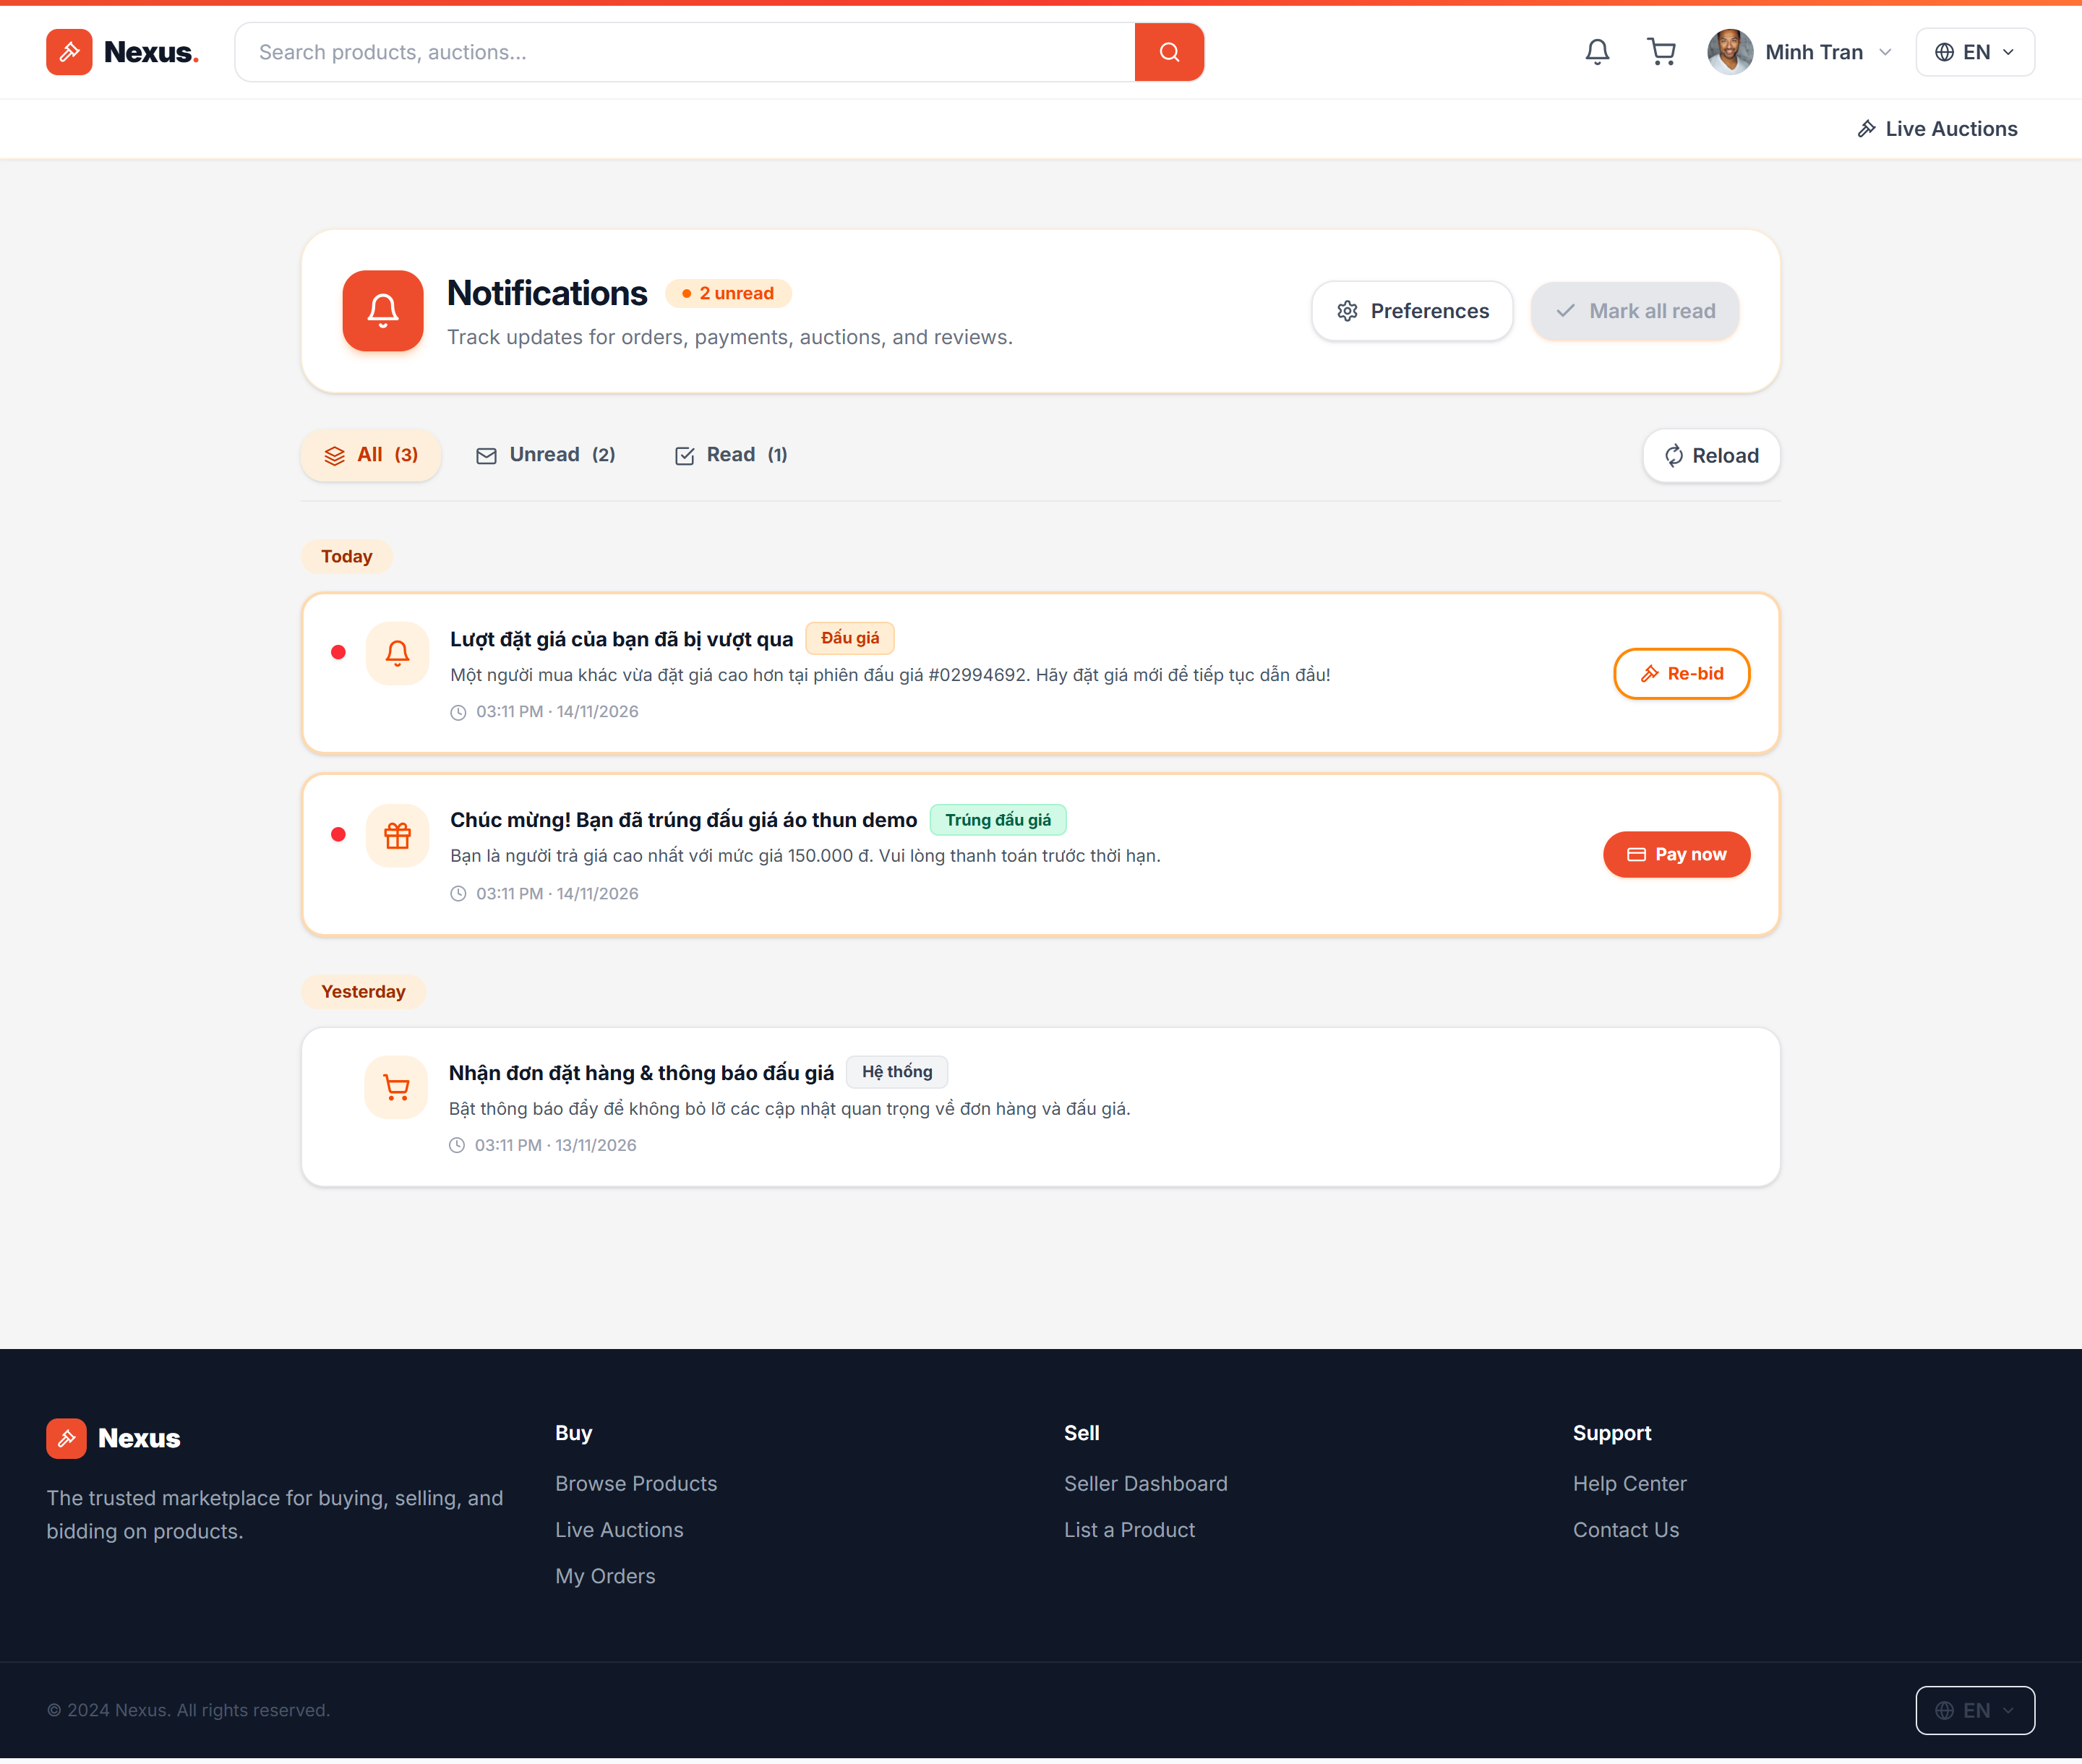 Nexus.
Search products, auctions...
Minh Tran
EN
Live Auctions
Notifications
2 unread
Track updates for orders, payments, auctions, and reviews.
Preferences
Mark all read
All (3)
Unread (2)
Read (1)
Reload
Today
Lượt đặt giá của bạn đã bị vượt qua
Đấu giá
Một người mua khác vừa đặt giá cao hơn tại phiên đấu giá #02994692. Hãy đặt giá mới để tiếp tục dẫn đầu!
03:11 PM · 14/11/2026
Re-bid
Chúc mừng! Bạn đã trúng đấu giá áo thun demo
Trúng đấu giá
Bạn là người trả giá cao nhất với mức giá 150.000 đ. Vui lòng thanh toán trước thời hạn.
03:11 PM · 14/11/2026
Pay now
Yesterday
Nhận đơn đặt hàng & thông báo đấu giá
Hệ thống
Bật thông báo đẩy để không bỏ lỡ các cập nhật quan trọng về đơn hàng và đấu giá.
03:11 PM · 13/11/2026
Nexus
The trusted marketplace for buying, selling, and
bidding on products.
Buy
Browse Products
Live Auctions
My Orders
Sell
Seller Dashboard
List a Product
Support
Help Center
Contact Us
© 2024 Nexus. All rights reserved.
EN